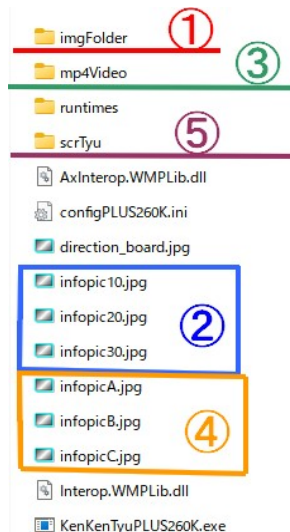 imgFolder ①
mp4Video ③
runtimes
scrTyu ⑤
AxInterop.WMPLib.dll
configPLUS260K.ini
direction_board.jpg
infopic10.jpg
infopic20.jpg ②
infopic30.jpg
infopicA.jpg
infopicB.jpg ④
infopicC.jpg
Interop.WMPLib.dll
KenKenTyuPLUS260K.exe